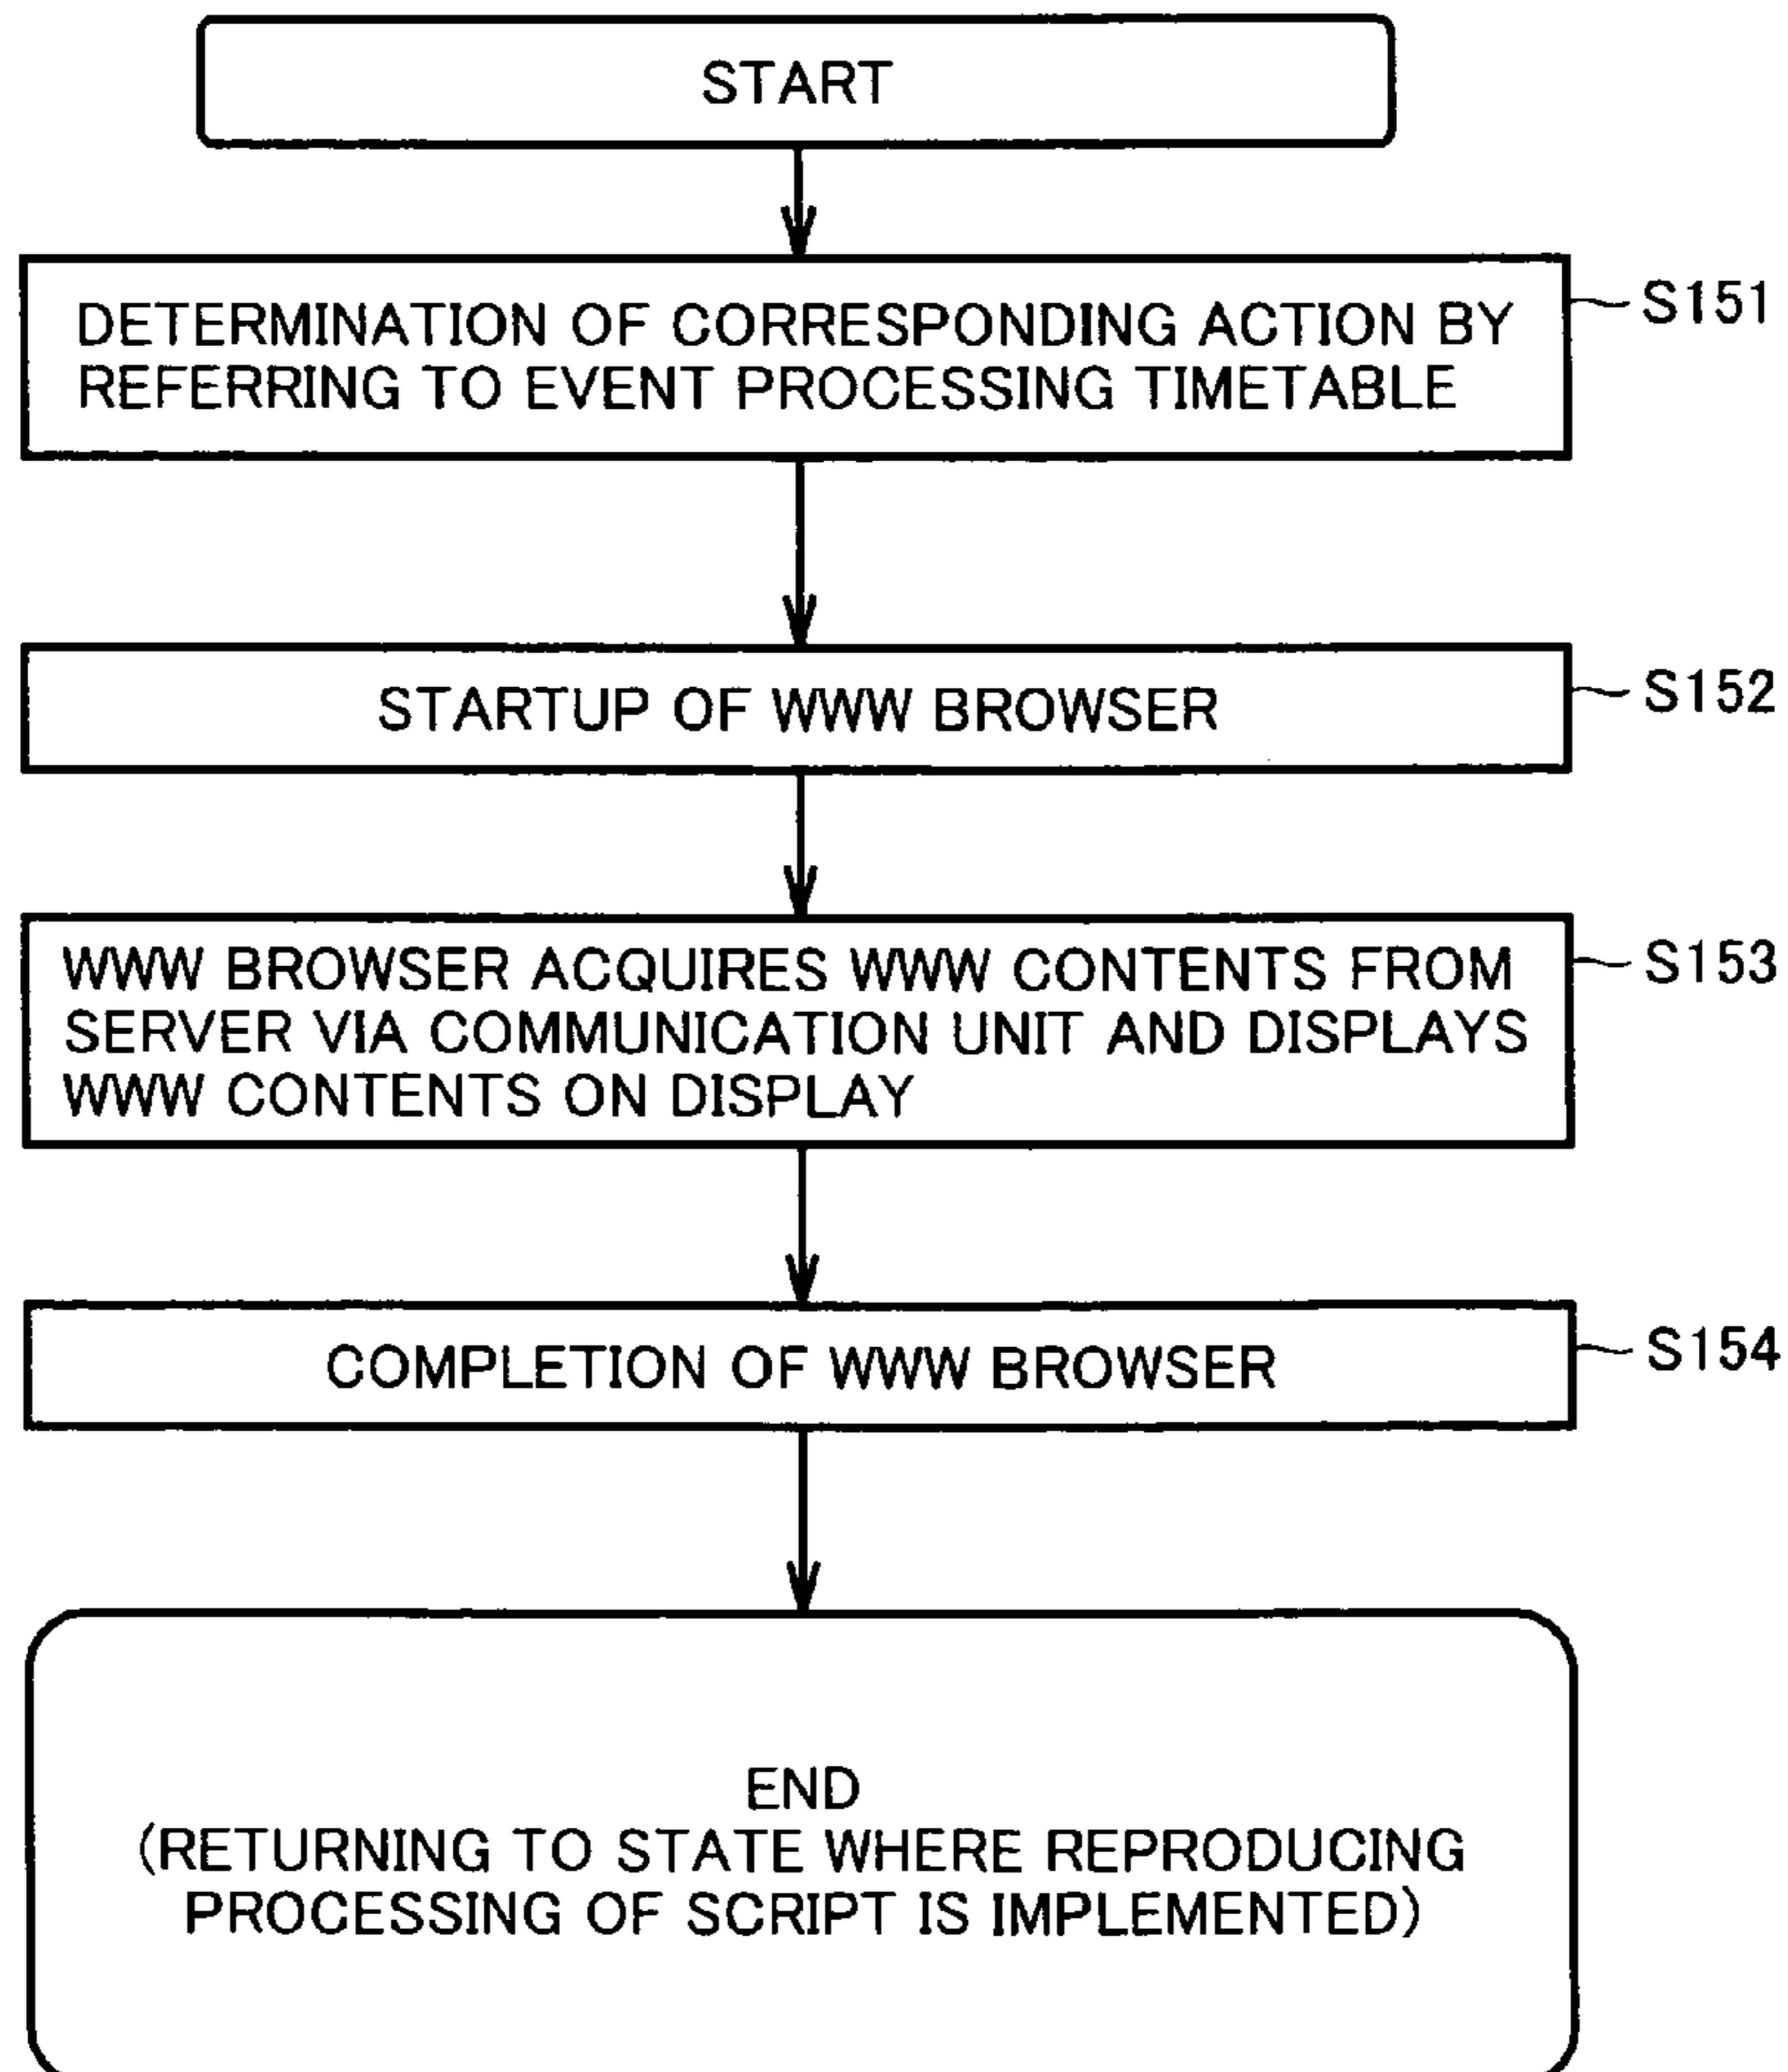 START
DETERMINATION OF CORRESPONDING ACTION BY
REFERRING TO EVENT PROCESSING TIMETABLE
S151
STARTUP OF WWW BROWSER
S152
WWW BROWSER ACQUIRES WWW CONTENTS FROM
SERVER VIA COMMUNICATION UNIT AND DISPLAYS
WWW CONTENTS ON DISPLAY
S153
COMPLETION OF WWW BROWSER
S154
END
(RETURNING TO STATE WHERE REPRODUCING
PROCESSING OF SCRIPT IS IMPLEMENTED)